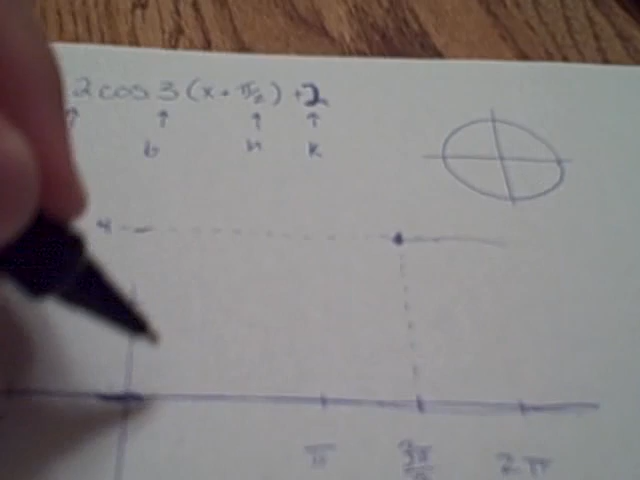 2cos 3(x + π/2) + 2
↑ ↑ ↑ ↑
b h k
4
π 3π/2 2π